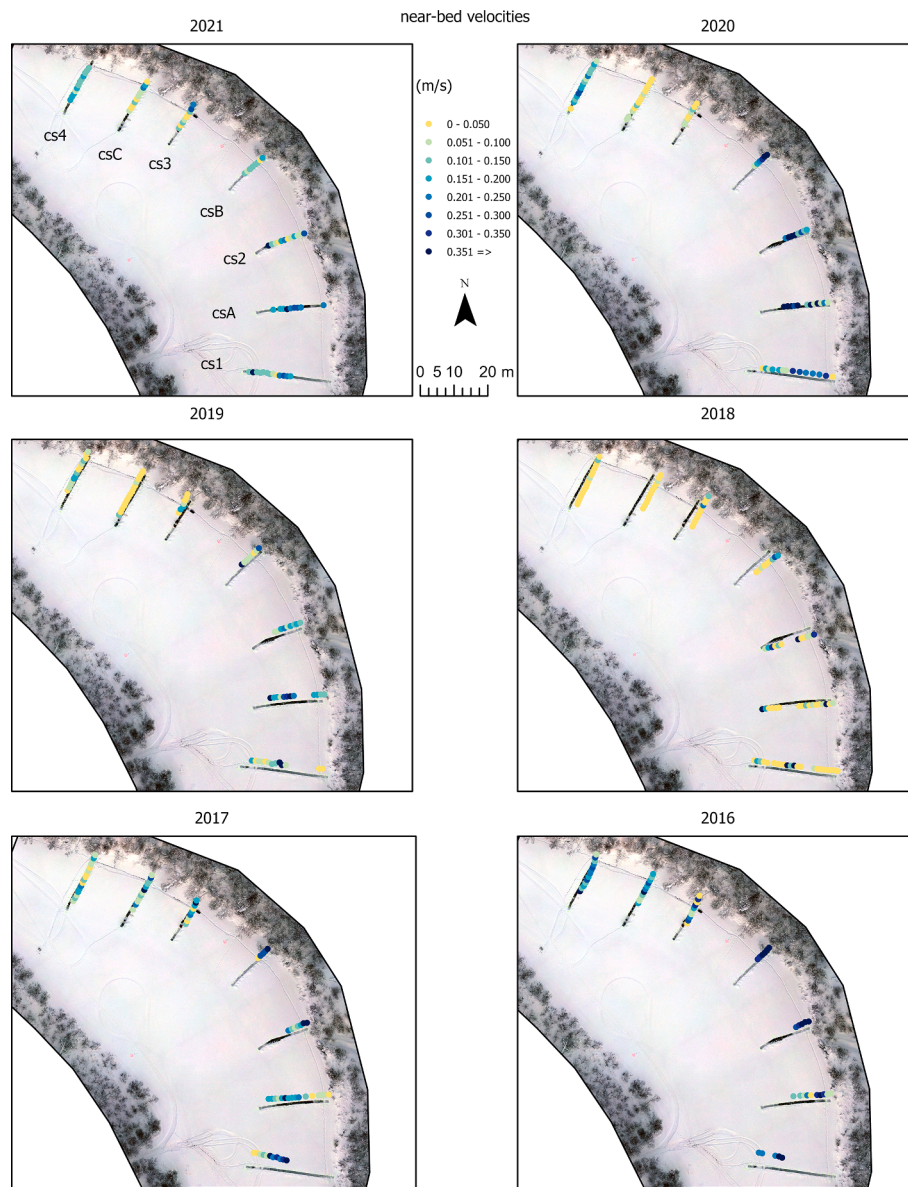 near-bed velocities
2021
2020
(m/s)
0 - 0.050
0.051 - 0.100
0.101 - 0.150
0.151 - 0.200
0.201 - 0.250
0.251 - 0.300
0.301 - 0.350
0.351 =>
cs4
csC
cs3
csB
cs2
csA
cs1
N
0 5 10 20 m
2019
2018
2017
2016